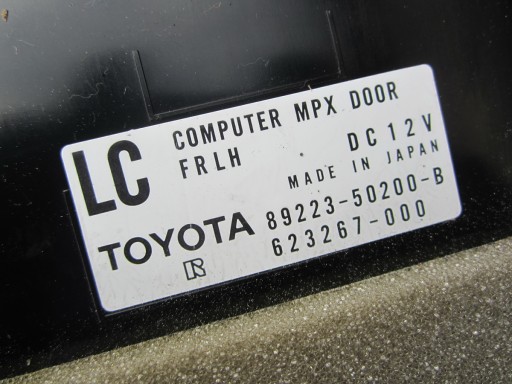 LC COMPUTER MPX DOOR
FRLH DC12V
MADE IN JAPAN
TOYOTA 89223-50200-B
623267-000
R